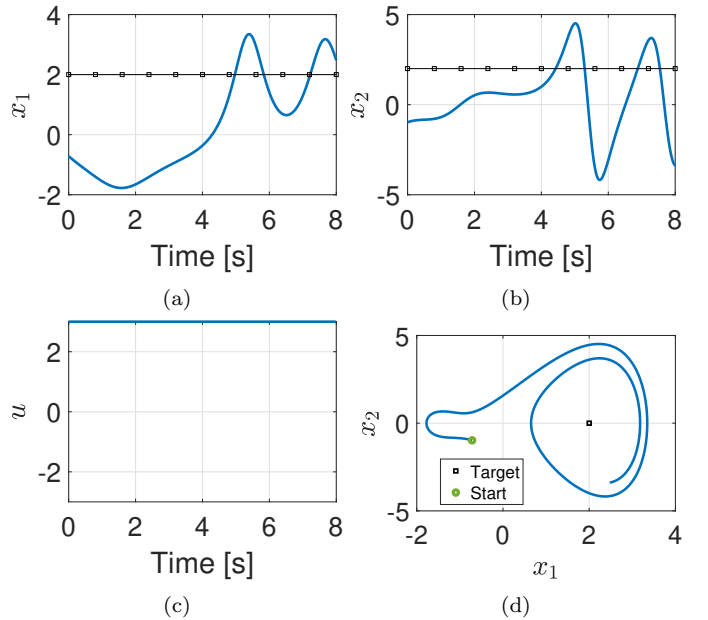 4
2
0
-2
x₁
0 2 4 6 8
Time [s]
(a)
5
0
-5
x₂
0 2 4 6 8
Time [s]
(b)
2
0
-2
u
0 2 4 6 8
Time [s]
(c)
5
0
-5
x₂
Target
Start
-2 0 2 4
x₁
(d)